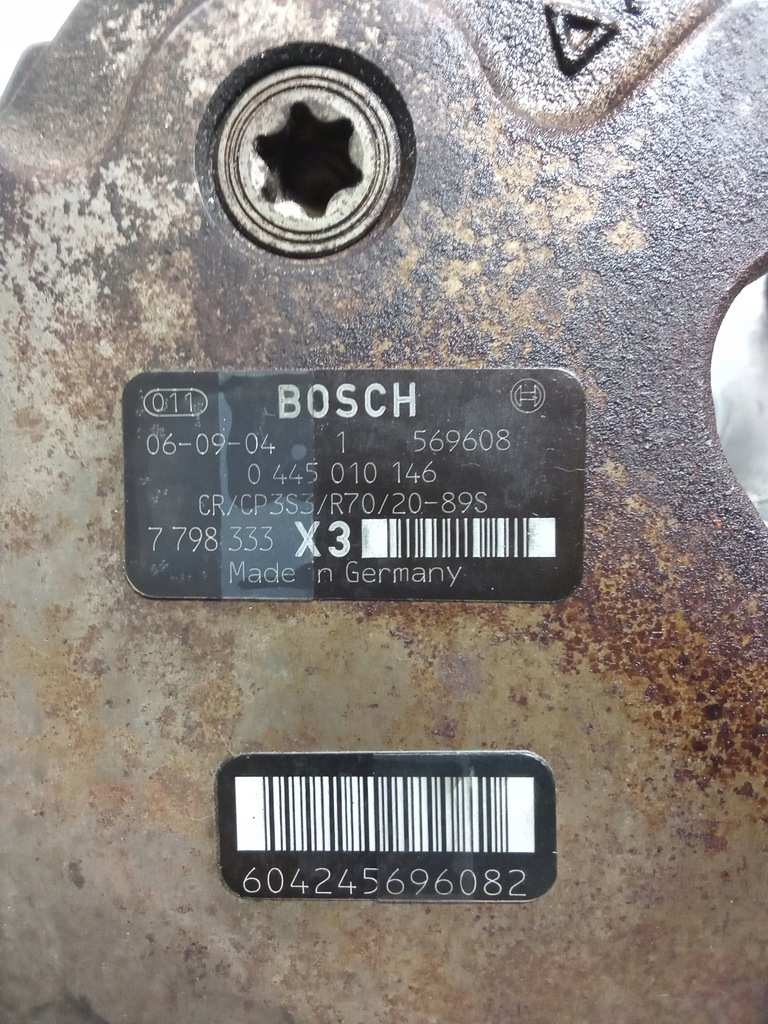 011 BOSCH
06-09-04 1 569608
0 445 010 146
CR/CP3S3/R70/20-89S
7 798 333 X3
Made in Germany
604245696082